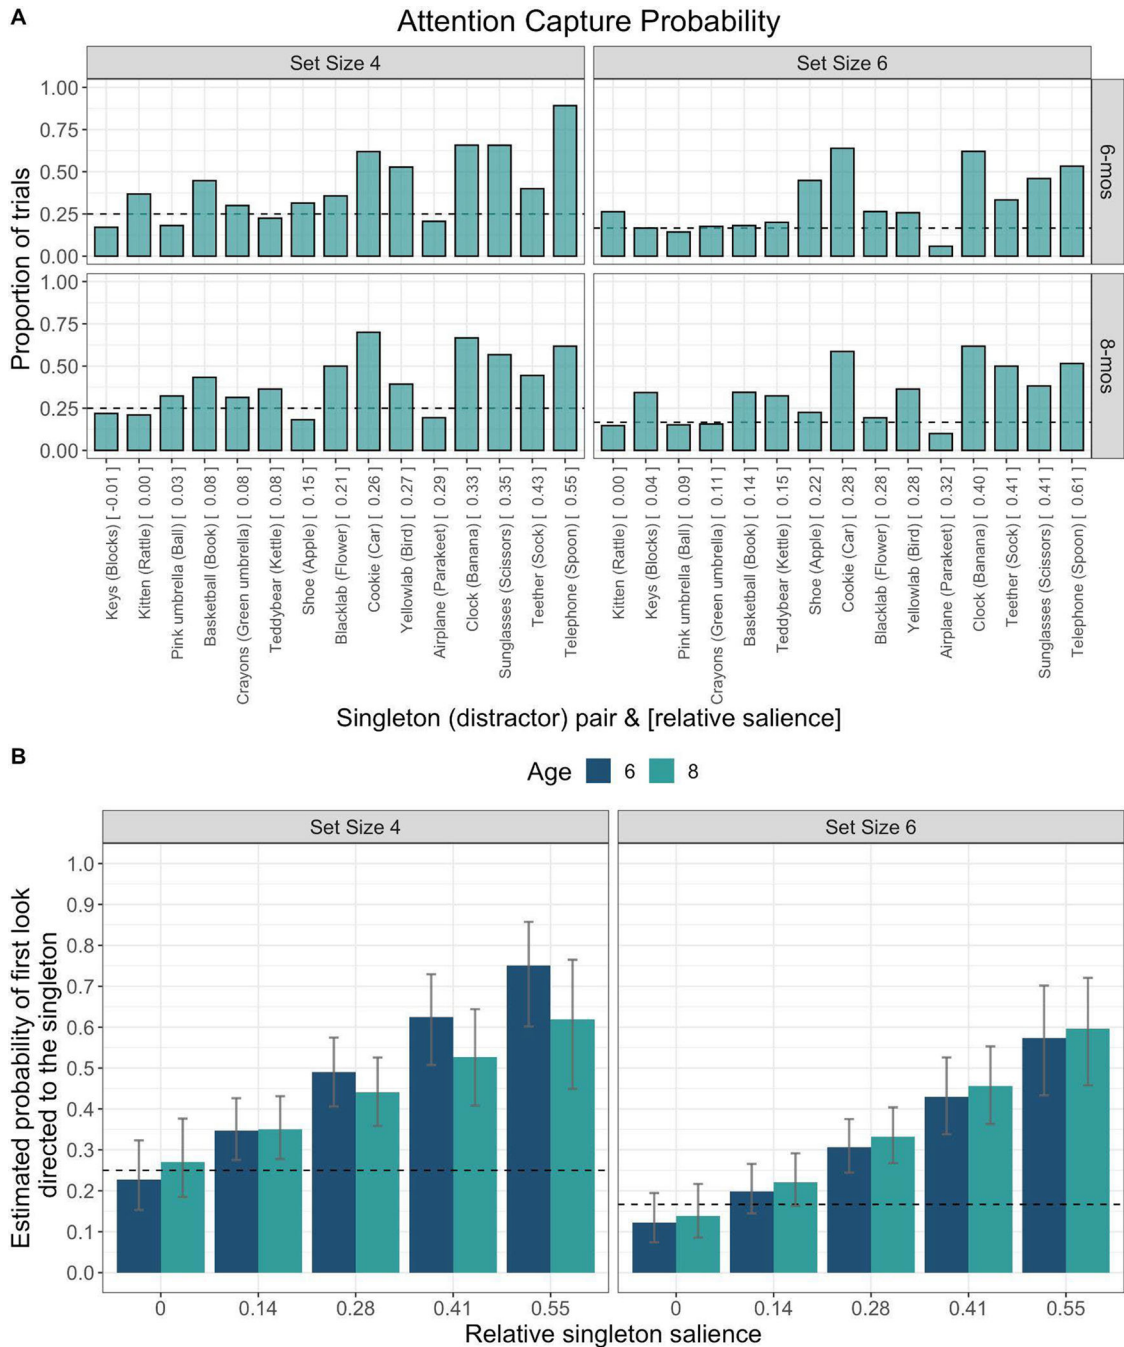 A
Attention Capture Probability
Set Size 4
Set Size 6
Proportion of trials
1.00
0.75
0.50
0.25
0.00
6-mos
1.00
0.75
0.50
0.25
0.00
8-mos
Keys (Blocks) [ -0.01 ]
Kitten (Rattle) [ 0.00 ]
Pink umbrella (Ball) [ 0.03 ]
Basketball (Book) [ 0.08 ]
Crayons (Green umbrella) [ 0.08 ]
Teddybear (Kettle) [ 0.08 ]
Shoe (Apple) [ 0.15 ]
Blacklab (Flower) [ 0.21 ]
Cookie (Car) [ 0.26 ]
Yellowlab (Bird) [ 0.27 ]
Airplane (Parakeet) [ 0.29 ]
Clock (Banana) [ 0.33 ]
Sunglasses (Scissors) [ 0.35 ]
Teether (Sock) [ 0.43 ]
Telephone (Spoon) [ 0.55 ]
Kitten (Rattle) [ 0.00 ]
Keys (Blocks) [ 0.04 ]
Pink umbrella (Ball) [ 0.09 ]
Crayons (Green umbrella) [ 0.11 ]
Basketball (Book) [ 0.14 ]
Teddybear (Kettle) [ 0.15 ]
Shoe (Apple) [ 0.22 ]
Cookie (Car) [ 0.28 ]
Blacklab (Flower) [ 0.28 ]
Yellowlab (Bird) [ 0.28 ]
Airplane (Parakeet) [ 0.32 ]
Clock (Banana) [ 0.40 ]
Teether (Sock) [ 0.41 ]
Sunglasses (Scissors) [ 0.41 ]
Telephone (Spoon) [ 0.61 ]
Singleton (distractor) pair & [relative salience]
B
Age 6 8
Set Size 4
Set Size 6
Estimated probability of first look
directed to the singleton
1.0
0.9
0.8
0.7
0.6
0.5
0.4
0.3
0.2
0.1
0.0
0 0.14 0.28 0.41 0.55
0 0.14 0.28 0.41 0.55
Relative singleton salience